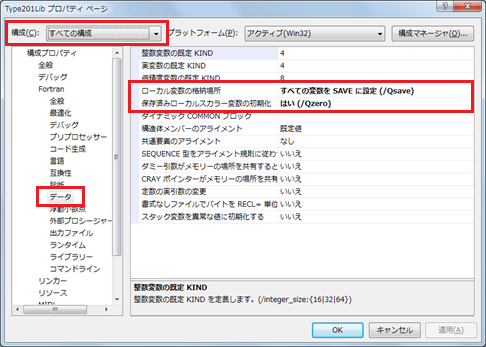 Type201Lib プロパティ ページ
構成(C): すべての構成 プラットフォーム(P): アクティブ(Win32) 構成マネージャ(O)...
構成プロパティ
全般
デバッグ
Fortran
全般
最適化
デバッグ
プリプロセッサー
コード生成
言語
互換性
診断
データ
浮動小数点
外部プロシージャー
出力ファイル
ランタイム
ライブラリー
コマンドライン
リンカー
リソース
MIDL
整数変数の既定 KIND 4
実変数の既定 KIND 4
倍精度変数の既定 KIND 8
ローカル変数の格納場所 すべての変数を SAVE に設定 (/Qsave)
保存済みローカルスカラー変数の初期化 はい (/Qzero)
ダイナミック COMMON ブロック
構造体メンバーのアライメント 既定値
共通要素のアライメント なし
SEQUENCE 型をアライメント規則に従わ いいえ
ダミー引数がメモリーの場所を共有すると いいえ
CRAY ポインターがメモリーの場所を共 いいえ
定数の実引数の変更 いいえ
書式なしファイルでバイトを RECL= 単位 いいえ
スタック変数を異常な値に初期化する いいえ
整数変数の既定 KIND
整数変数の既定 KIND を定義します。(/integer_size:{16|32|64})
OK キャンセル 適用(A)